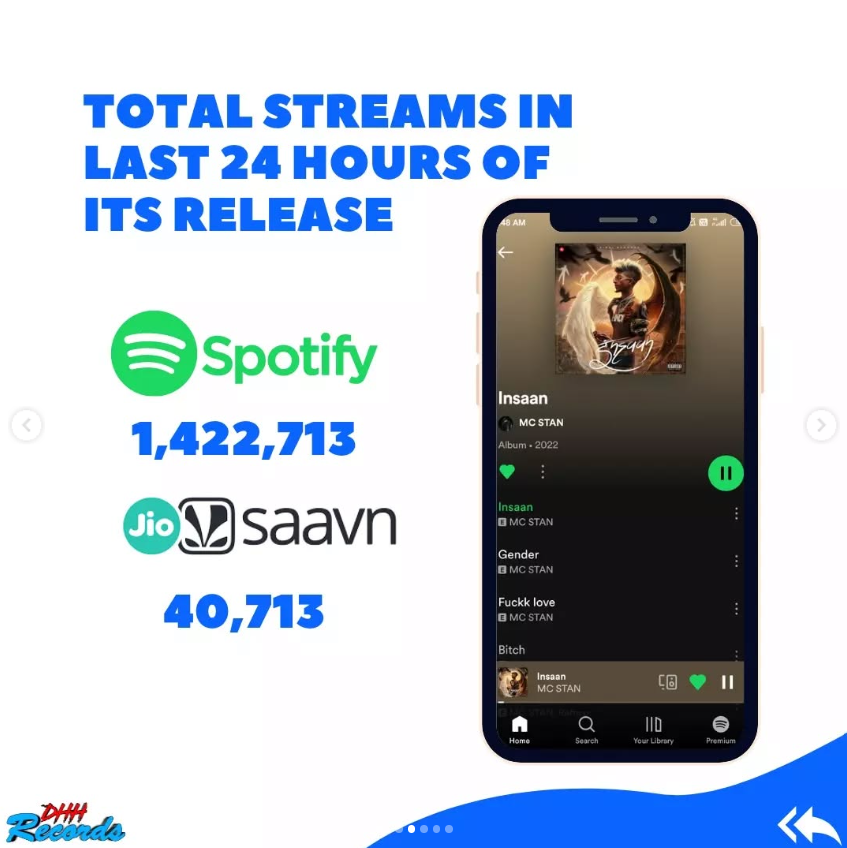 TOTAL STREAMS IN
LAST 24 HOURS OF
ITS RELEASE
Spotify
1,422,713
Jio saavn
40,713
48 AM
Insaan
MC STAN
Album • 2022
Insaan
E MC STAN
Gender
E MC STAN
Fuckk love
E MC STAN
Bitch
Insaan
MC STAN
Home
Search
Your Library
Premium
DHH
Records